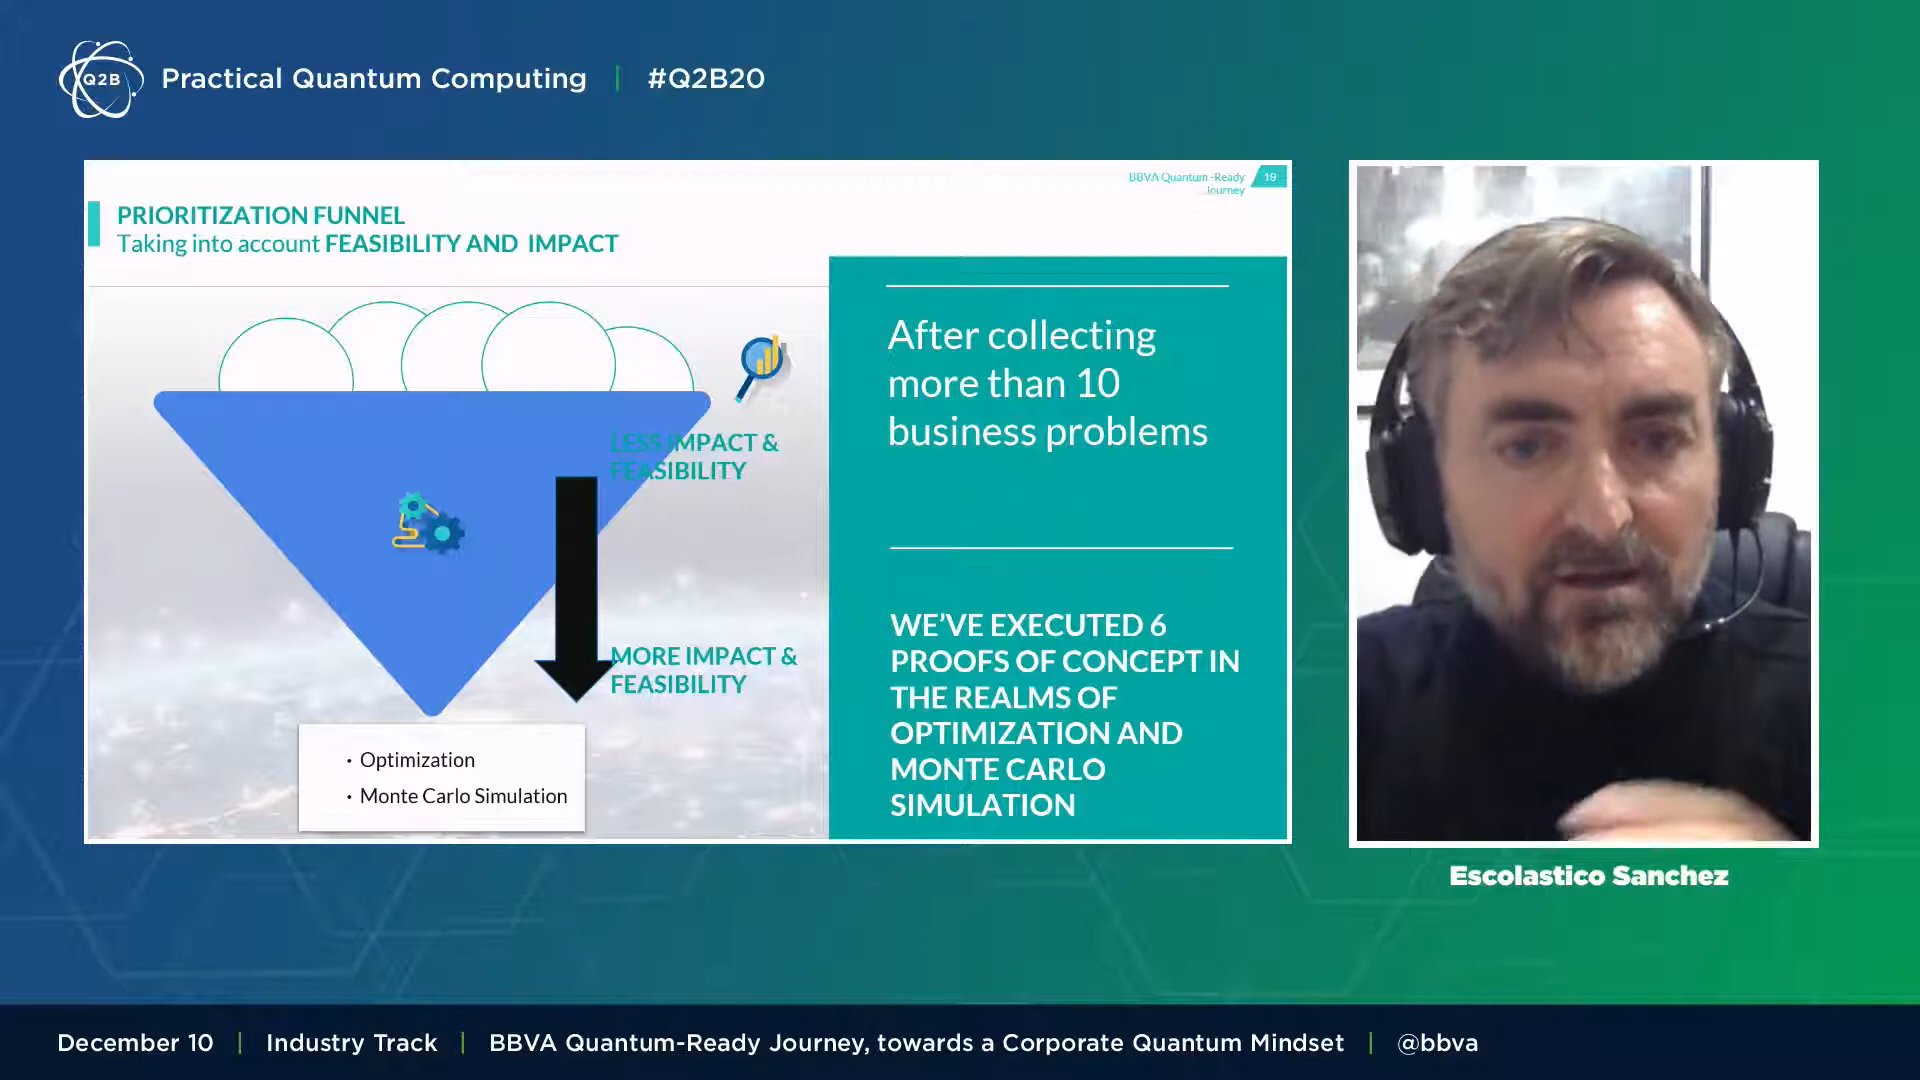 Q2B
Practical Quantum Computing | #Q2B20
BBVA Quantum -Ready
Journey
19
PRIORITIZATION FUNNEL
Taking into account FEASIBILITY AND IMPACT
LESS IMPACT &
FEASIBILITY
MORE IMPACT &
FEASIBILITY
• Optimization
• Monte Carlo Simulation
After collecting
more than 10
business problems
WE'VE EXECUTED 6
PROOFS OF CONCEPT IN
THE REALMS OF
OPTIMIZATION AND
MONTE CARLO
SIMULATION
Escolastico Sanchez
December 10 | Industry Track | BBVA Quantum-Ready Journey, towards a Corporate Quantum Mindset | @bbva